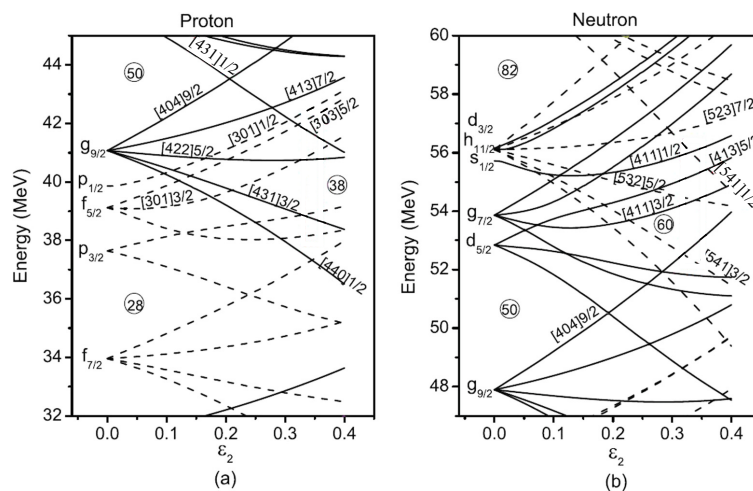 Proton
Neutron
44
42
40
38
36
34
32
Energy (MeV)
g9/2
p1/2
f5/2
p3/2
f7/2
50
38
28
[431]1/2
[404]9/2
[413]7/2
[422]5/2
[301]1/2
[303]5/2
[301]3/2
[431]3/2
[440]1/2
0.0
0.1
0.2
0.3
0.4
ε2
(a)
60
58
56
54
52
50
48
Energy (MeV)
d3/2
h11/2
s1/2
g7/2
d5/2
g9/2
82
60
50
[523]7/2
[411]1/2
[413]5/2
[532]5/2
[541]1/2
[411]3/2
[541]3/2
[404]9/2
0.0
0.1
0.2
0.3
0.4
ε2
(b)